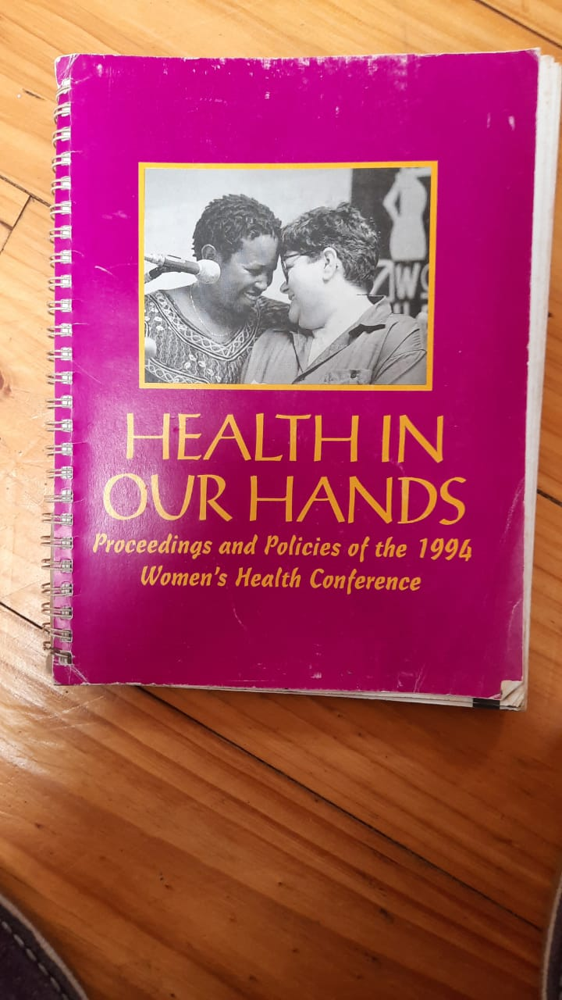 HEALTH IN
OUR HANDS
Proceedings and Policies of the 1994
Women's Health Conference